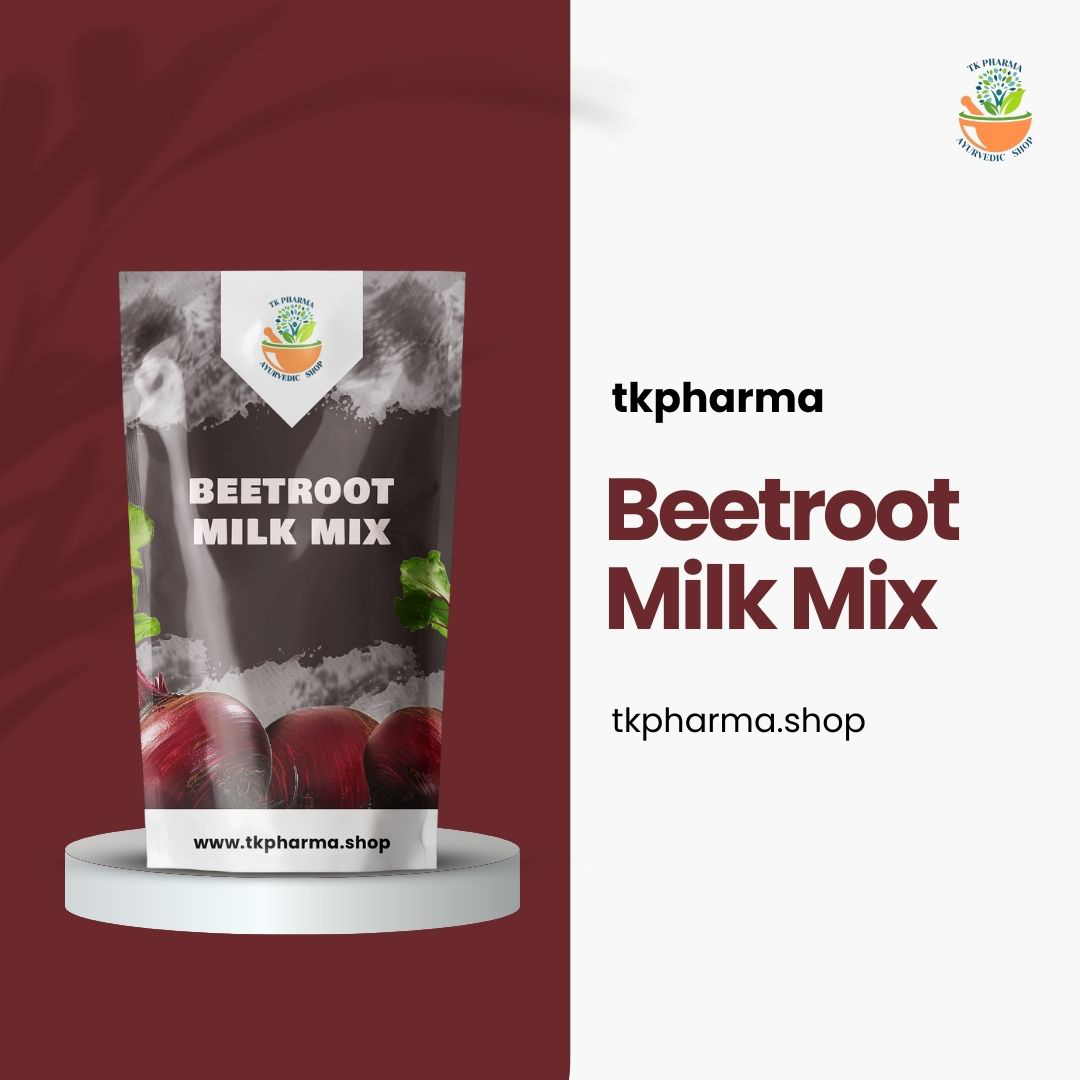 TK PHARMA
AYURVEDIC SHOP
TK PHARMA
AYURVEDIC SHOP
BEETROOT
MILK MIX
www.tkpharma.shop
tkpharma
Beetroot
Milk Mix
tkpharma.shop